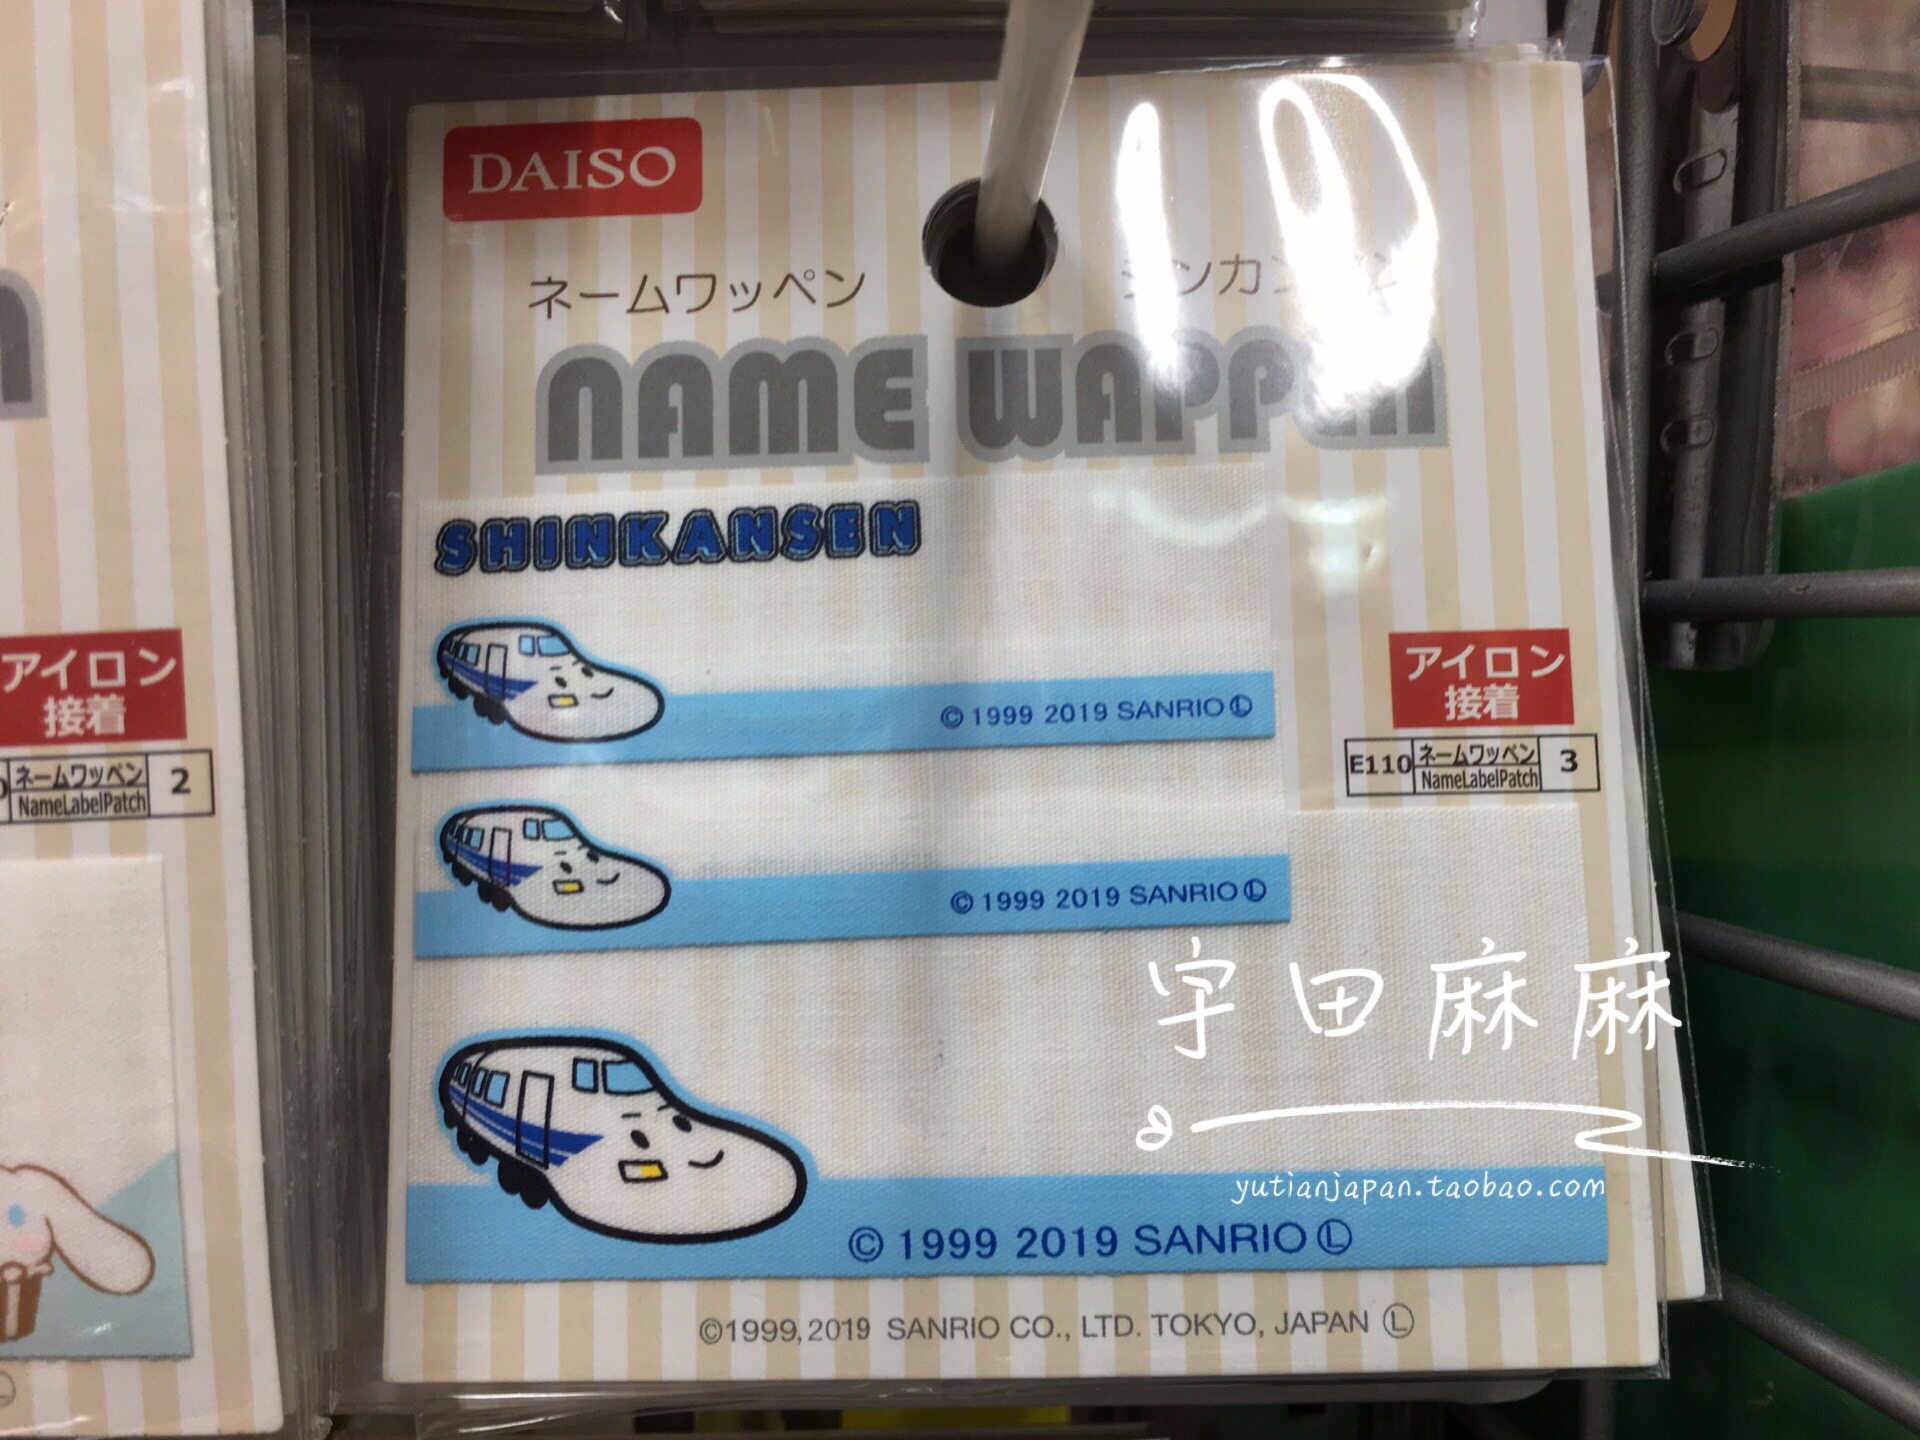 DAISO
ネームワッペン
NAME WAPPEN
SHINKANSEN
© 1999 2019 SANRIO Ⓛ
アイロン
接着
E110 ネームワッペン 3
NameLabelPatch
© 1999 2019 SANRIO Ⓛ
© 1999 2019 SANRIO Ⓛ
©1999,2019 SANRIO CO., LTD. TOKYO, JAPAN Ⓛ
アイロン
接着
ネームワッペン 2
NameLabelPatch
宇田麻麻
yutianjapan.taobao.com